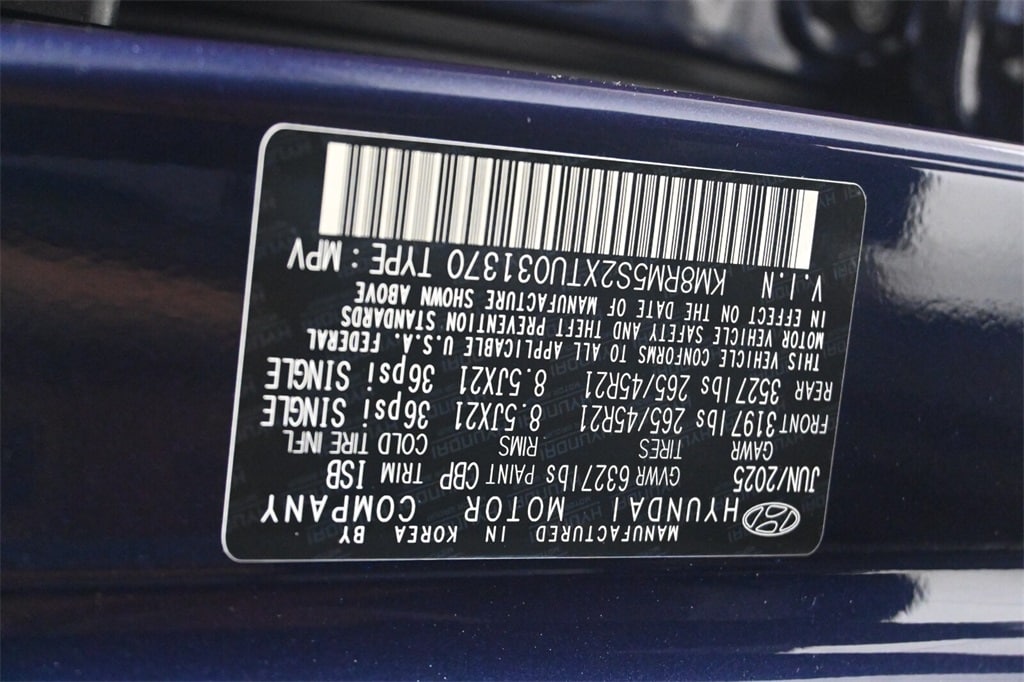 MANUFACTURED IN KOREA BY
HYUNDAI MOTOR COMPANY
JUN/2025 GVWR 6327lbs PAINT CBP TRIM ISB
GAWR TIRES RIMS COLD TIRE INFL
FRONT 3197lbs 265/45R21 8.5JX21 36psi SINGLE
REAR 3527lbs 265/45R21 8.5JX21 36psi SINGLE
THIS VEHICLE CONFORMS TO ALL APPLICABLE U.S.A. FEDERAL
MOTOR VEHICLE SAFETY AND THEFT PREVENTION STANDARDS
IN EFFECT ON THE DATE OF MANUFACTURE SHOWN ABOVE
V.I.N KM8RM5S2XTU031370 TYPE : MPV